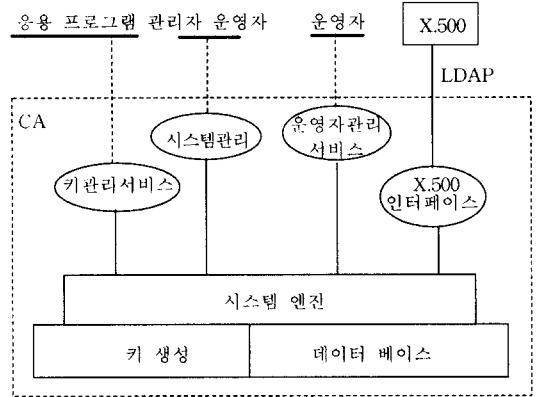 응용 프로그램 관리자 운영자 운영자 X.500
LDAP
CA
시스템관리
운영자관리
서비스
키관리서비스
X.500
인터페이스
시스템 엔진
키 생성 데이터 베이스